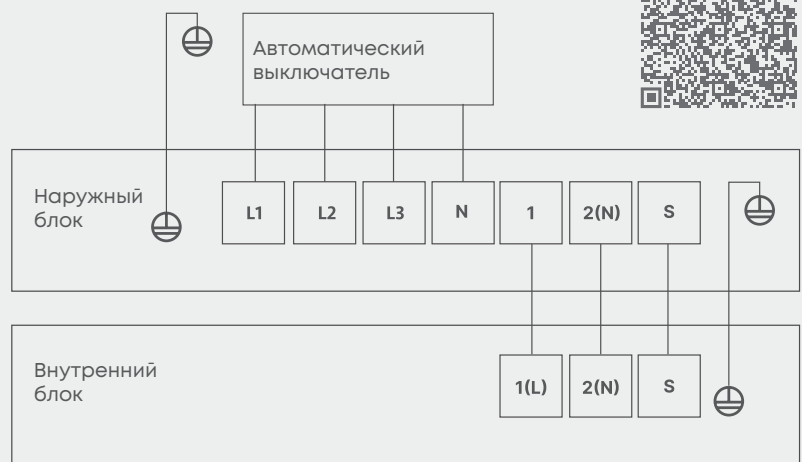 Автоматический
выключатель
Наружный
блок
L1 L2 L3 N 1 2(N) S
Внутренний
блок
1(L) 2(N) S